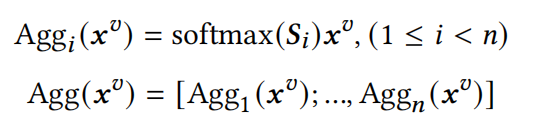 Agg_i(x^v) = softmax(S_i)x^v, (1 ≤ i < n)
Agg(x^v) = [Agg_1(x^v); ..., Agg_n(x^v)]